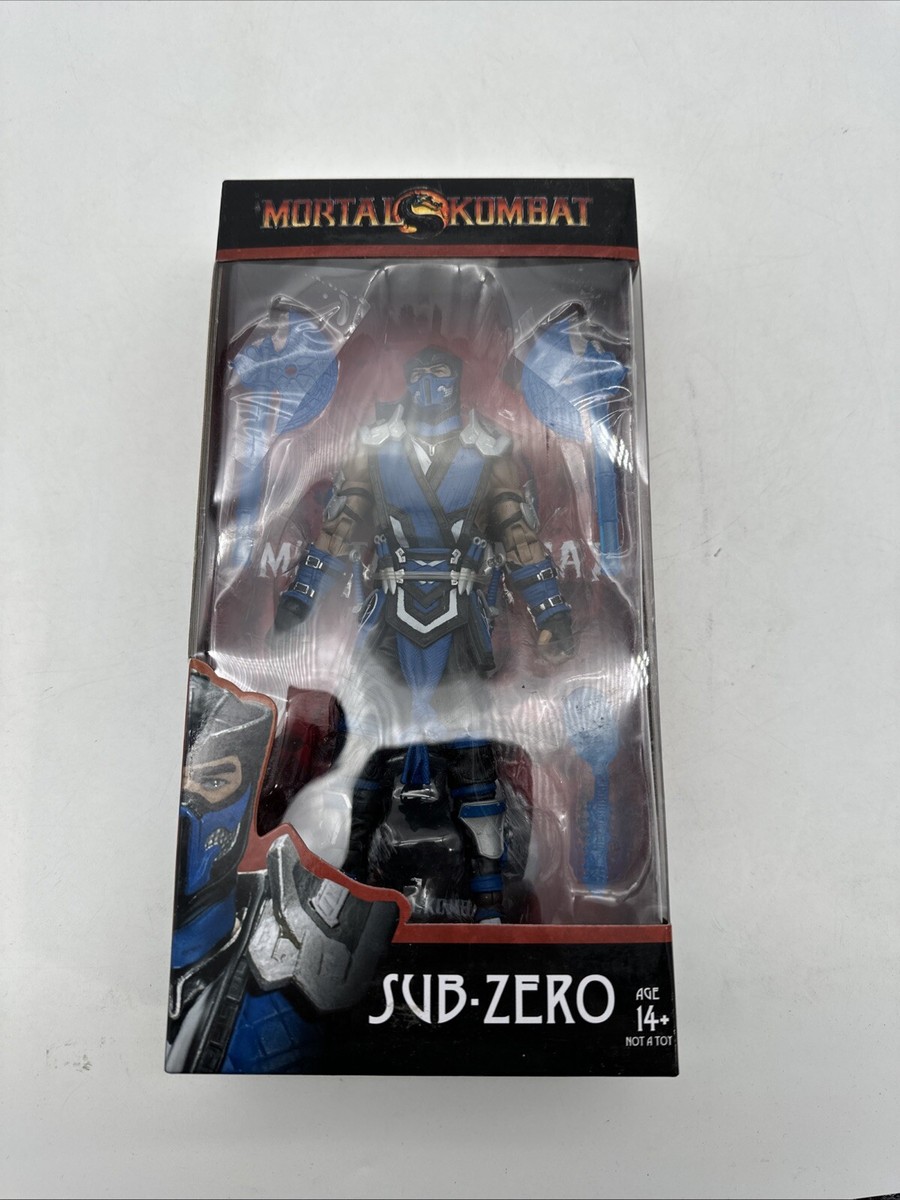 MORTAL KOMBAT
SUB-ZERO
AGE
14+
NOT A TOY